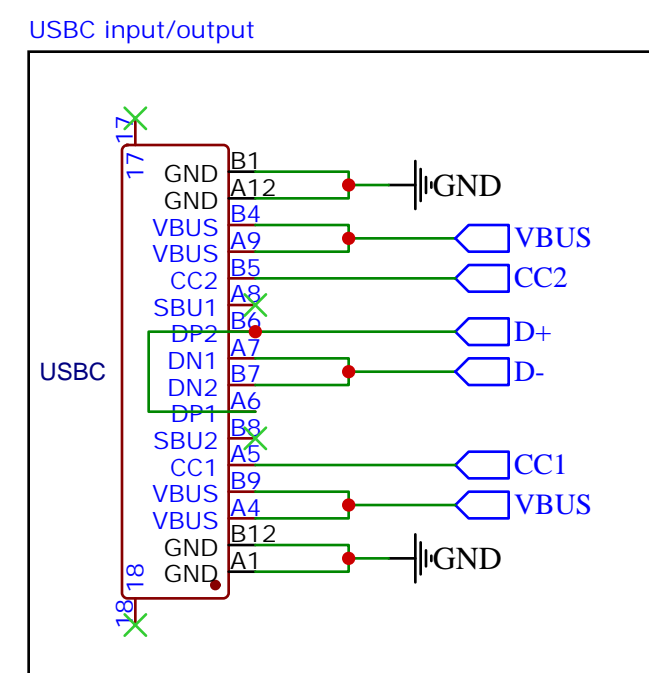 USBC input/output
17
17
GND B1
GND A12
GND
VBUS B4
VBUS A9
VBUS
CC2 B5
CC2
SBU1 A8
DP2 B6
D+
DN1 A7
USBC
DN2 B7
D-
DP1 A6
SBU2 B8
CC1 A5
CC1
VBUS B9
VBUS A4
VBUS
GND B12
GND A1
GND
18
18